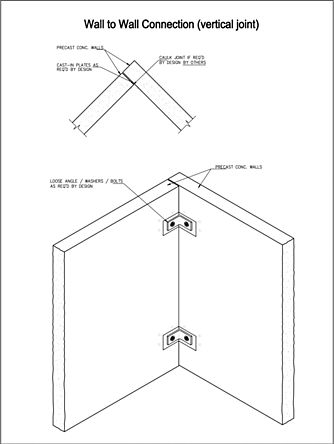 Wall to Wall Connection (vertical joint)
PRECAST CONC. WALLS
CAST-IN PLATES AS
REQ'D BY DESIGN
CAULK JOINT IF REQ'D
BY DESIGN BY OTHERS
PRECAST CONC. WALLS
LOOSE ANGLE / WASHERS / BOLTS
AS REQ'D BY DESIGN